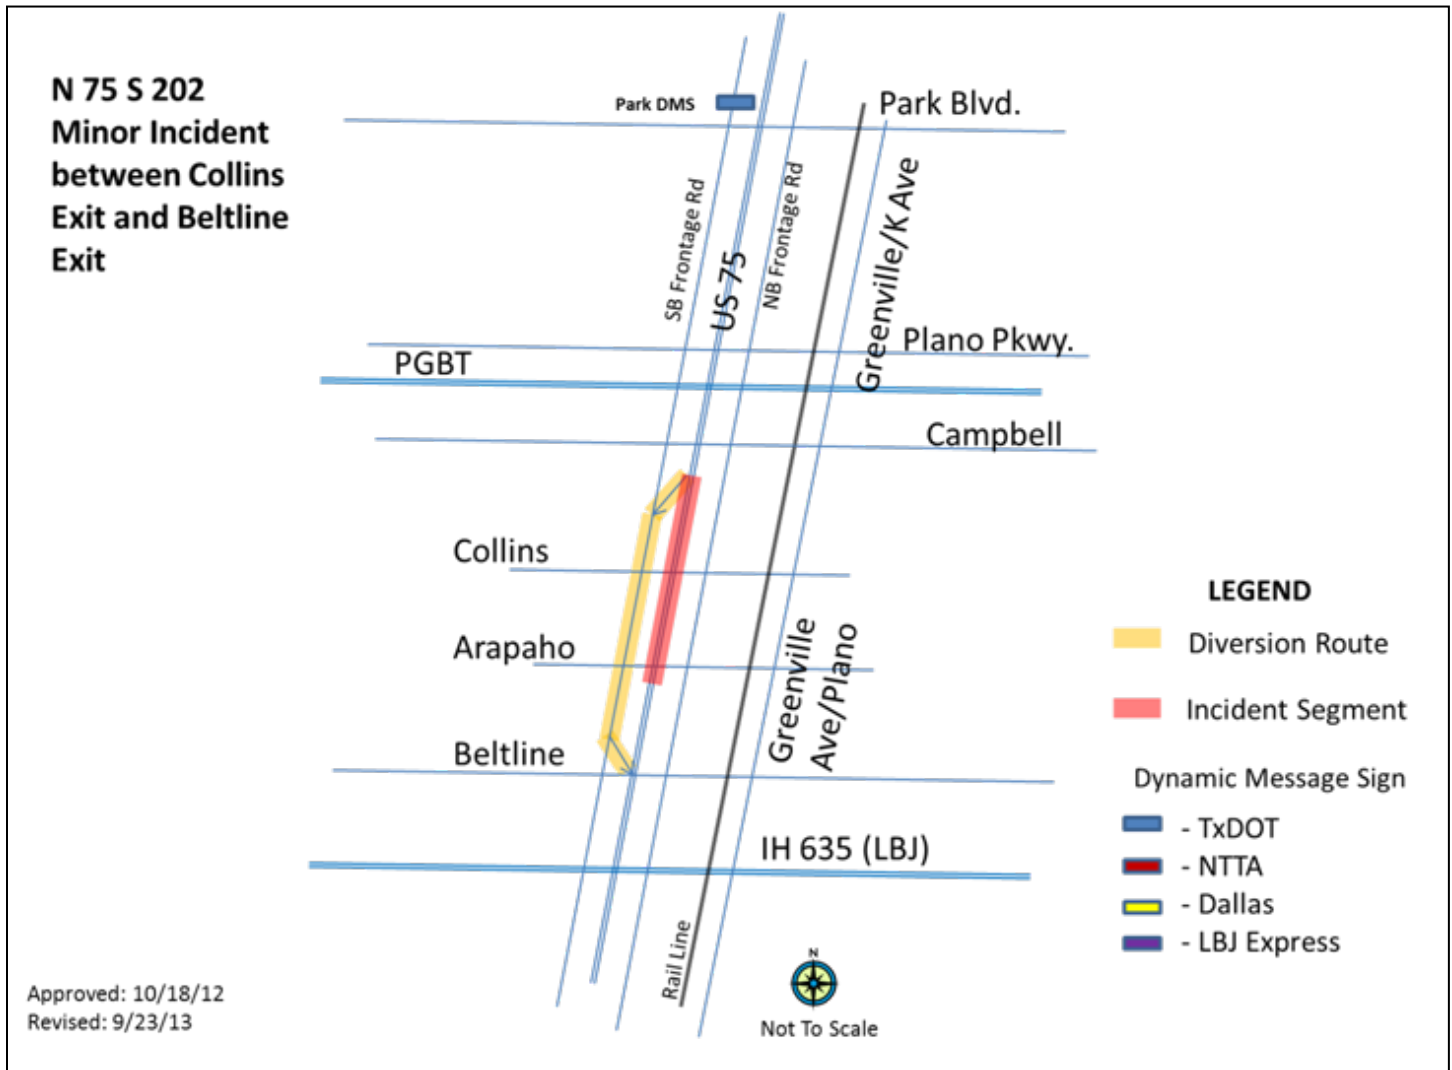 N 75 S 202
Minor Incident
between Collins
Exit and Beltline
Exit
Park DMS
Park Blvd.
SB Frontage Rd
US 75
NB Frontage Rd
Greenville/K Ave
Plano Pkwy.
PGBT
Campbell
Collins
Arapaho
Greenville
Ave/Plano
Beltline
IH 635 (LBJ)
Rail Line
LEGEND
Diversion Route
Incident Segment
Dynamic Message Sign
- TxDOT
- NTTA
- Dallas
- LBJ Express
N
Not To Scale
Approved: 10/18/12
Revised: 9/23/13